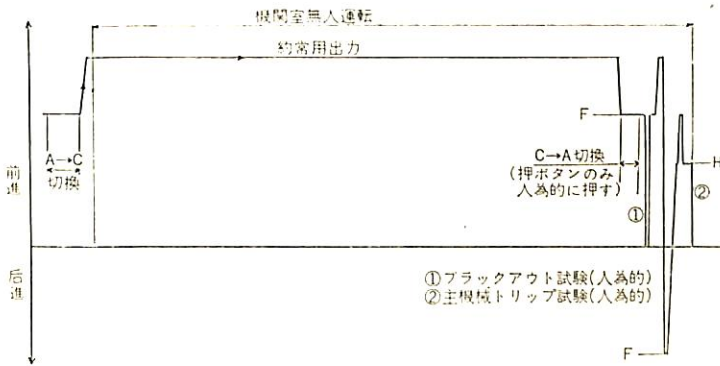 機関室無人運転
約常用出力
F
A→C
切換
C→A切換
(押ボタンのみ
人為的に押す)
H
前進
①
②
后進
①ブラックアウト試験(人為的)
②主機械トリップ試験(人為的)
F